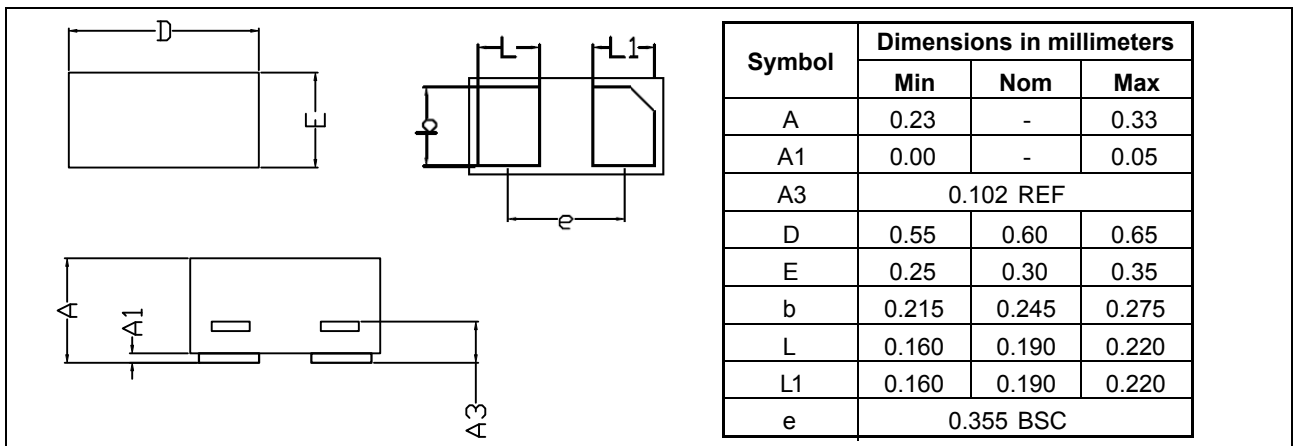 D
E
L
L1
b
e
A
A1
A3
Symbol Dimensions in millimeters
Min Nom Max
A 0.23 - 0.33
A1 0.00 - 0.05
A3 0.102 REF
D 0.55 0.60 0.65
E 0.25 0.30 0.35
b 0.215 0.245 0.275
L 0.160 0.190 0.220
L1 0.160 0.190 0.220
e 0.355 BSC